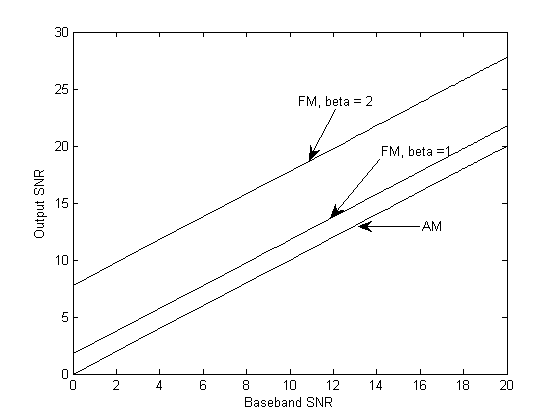 30
25
20
15
10
5
0
Output SNR
FM, beta = 2
FM, beta =1
AM
0 2 4 6 8 10 12 14 16 18 20
Baseband SNR